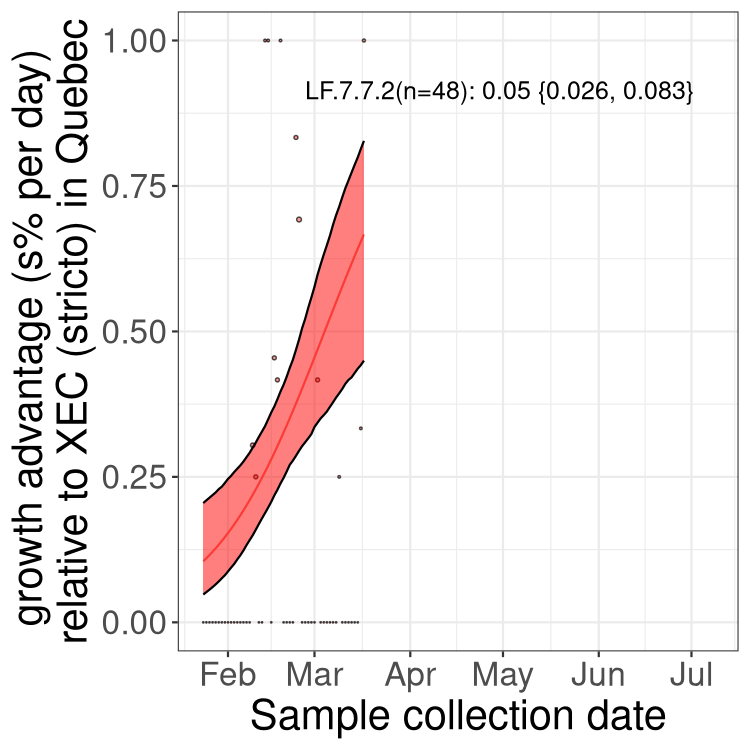 growth advantage (s% per day)
relative to XEC (stricto) in Quebec
1.00
0.75
0.50
0.25
0.00
LF.7.7.2(n=48): 0.05 {0.026, 0.083}
Feb Mar Apr May Jun Jul
Sample collection date